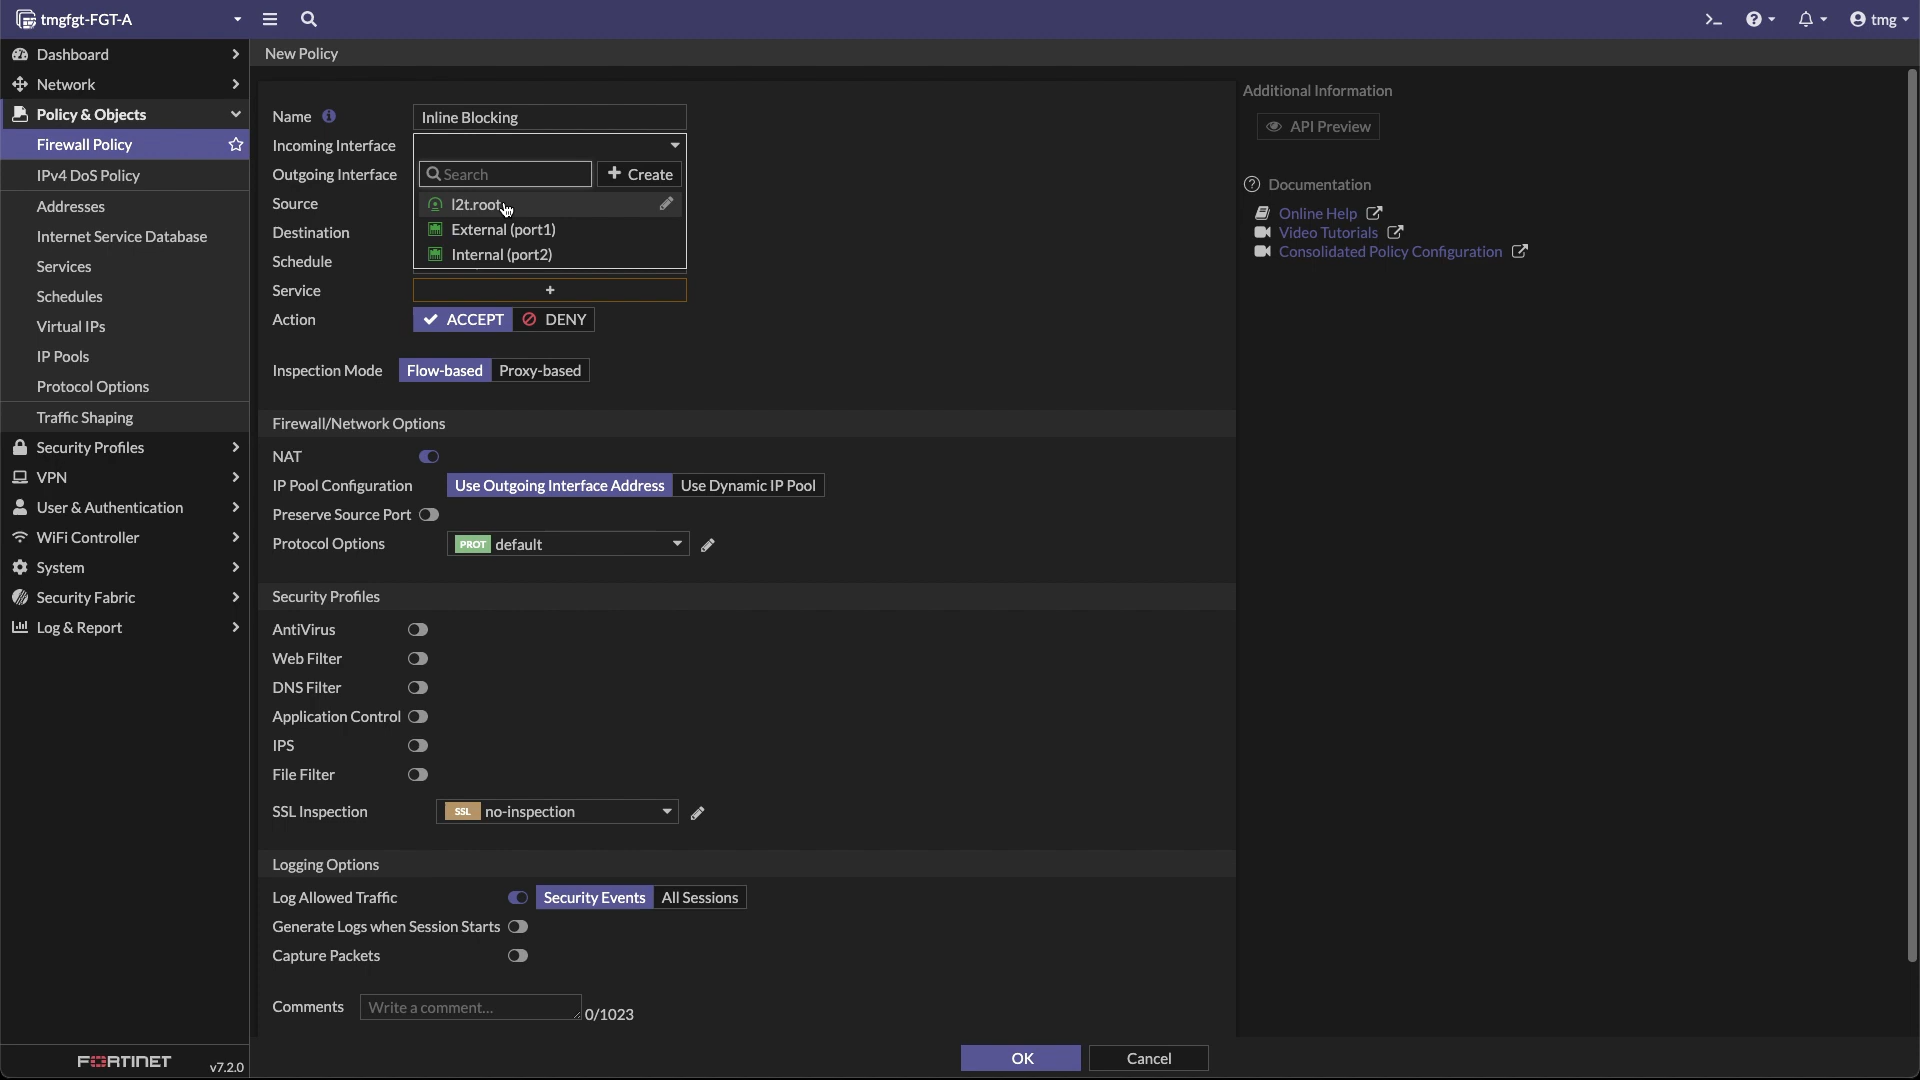 tmgfgt-FGT-A
tmg
Dashboard
Network
Policy & Objects
Firewall Policy
IPv4 DoS Policy
Addresses
Internet Service Database
Services
Schedules
Virtual IPs
IP Pools
Protocol Options
Traffic Shaping
Security Profiles
VPN
User & Authentication
WiFi Controller
System
Security Fabric
Log & Report
FORTINET v7.2.0
New Policy
Name Inline Blocking
Incoming Interface
Outgoing Interface Search + Create
Source l2t.root
Destination External (port1)
Schedule Internal (port2)
Service +
Action ACCEPT DENY
Inspection Mode Flow-based Proxy-based
Firewall/Network Options
NAT
IP Pool Configuration Use Outgoing Interface Address Use Dynamic IP Pool
Preserve Source Port
Protocol Options PROT default
Security Profiles
AntiVirus
Web Filter
DNS Filter
Application Control
IPS
File Filter
SSL Inspection SSL no-inspection
Logging Options
Log Allowed Traffic Security Events All Sessions
Generate Logs when Session Starts
Capture Packets
Comments Write a comment... 0/1023
OK Cancel
Additional Information
API Preview
Documentation
Online Help
Video Tutorials
Consolidated Policy Configuration